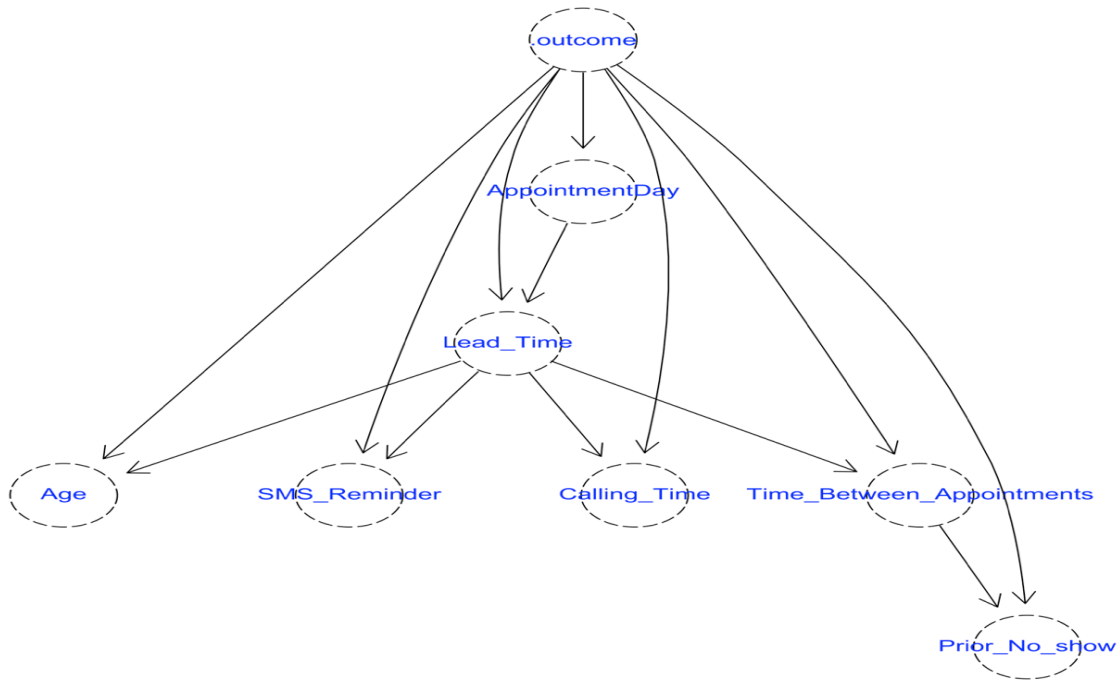 .outcome
AppointmentDay
Lead_Time
Age
SMS_Reminder
Calling_Time
Time_Between_Appointments
Prior_No_show